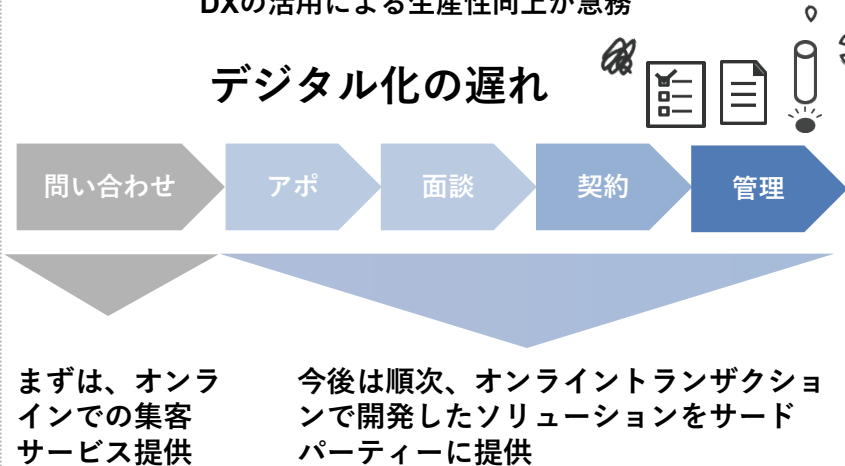 DXの活用による生産性向上が急務
デジタル化の遅れ
問い合わせ
アポ
面談
契約
管理
まずは、オンラ
インでの集客
サービス提供
今後は順次、オンライントランザクショ
ンで開発したソリューションをサード
パーティーに提供